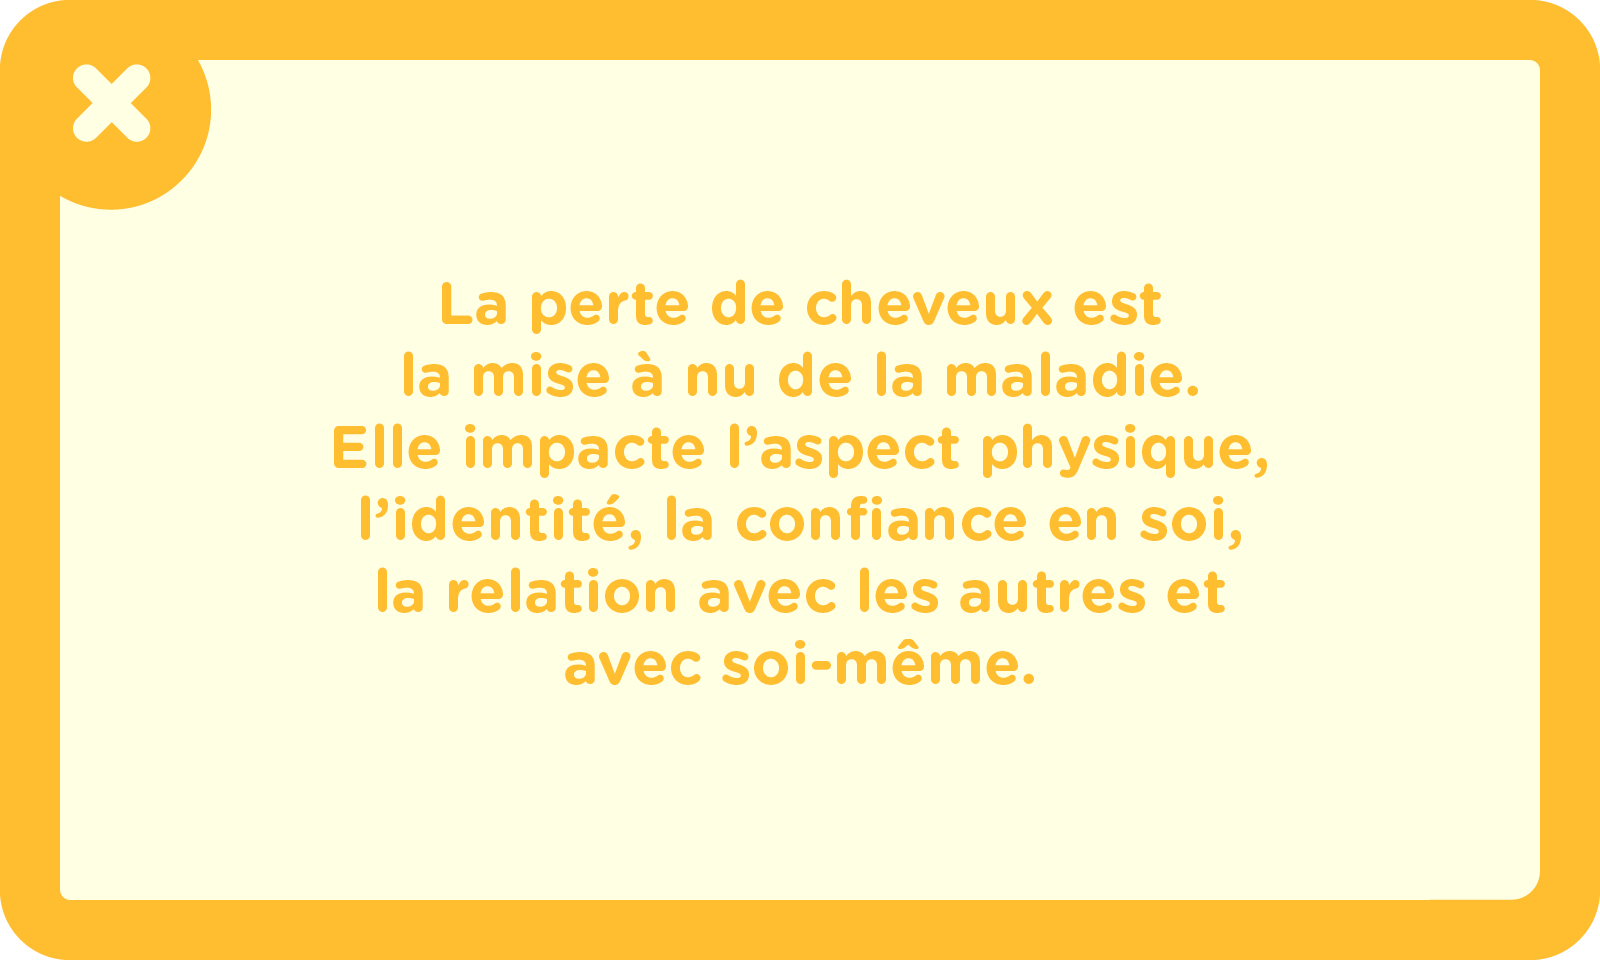 La perte de cheveux est
la mise à nu de la maladie.
Elle impacte l’aspect physique,
l’identité, la confiance en soi,
la relation avec les autres et
avec soi-même.